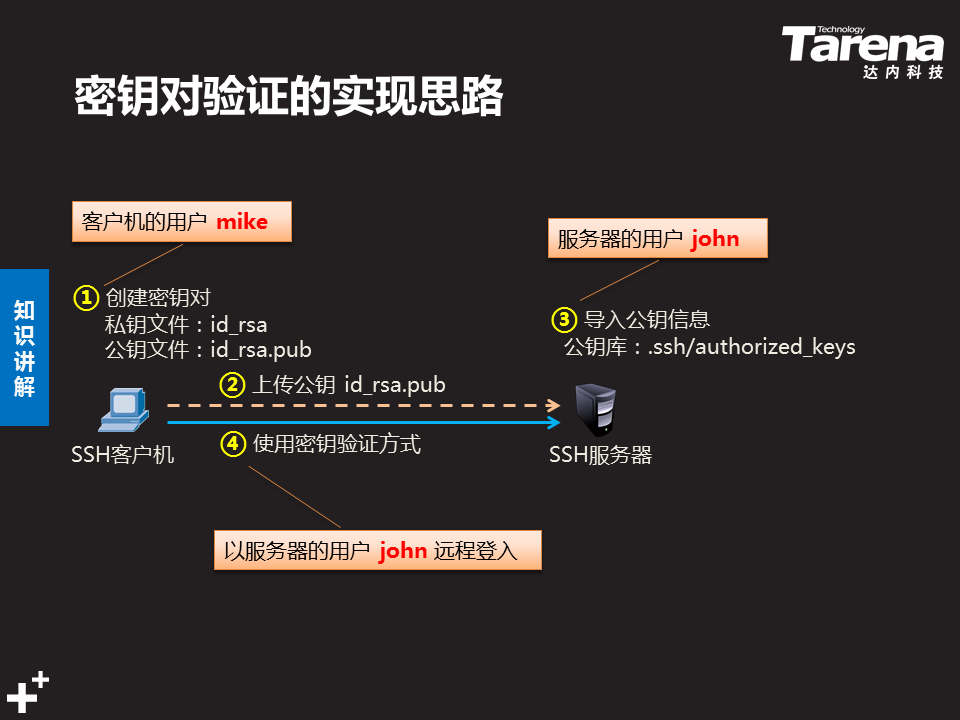 Technology
Tarena
达内科技
密钥对验证的实现思路
客户机的用户 mike
服务器的用户 john
知识讲解
① 创建密钥对
私钥文件：id_rsa
公钥文件：id_rsa.pub
③ 导入公钥信息
公钥库：.ssh/authorized_keys
② 上传公钥 id_rsa.pub
④ 使用密钥验证方式
SSH客户机
SSH服务器
以服务器的用户 john 远程登入